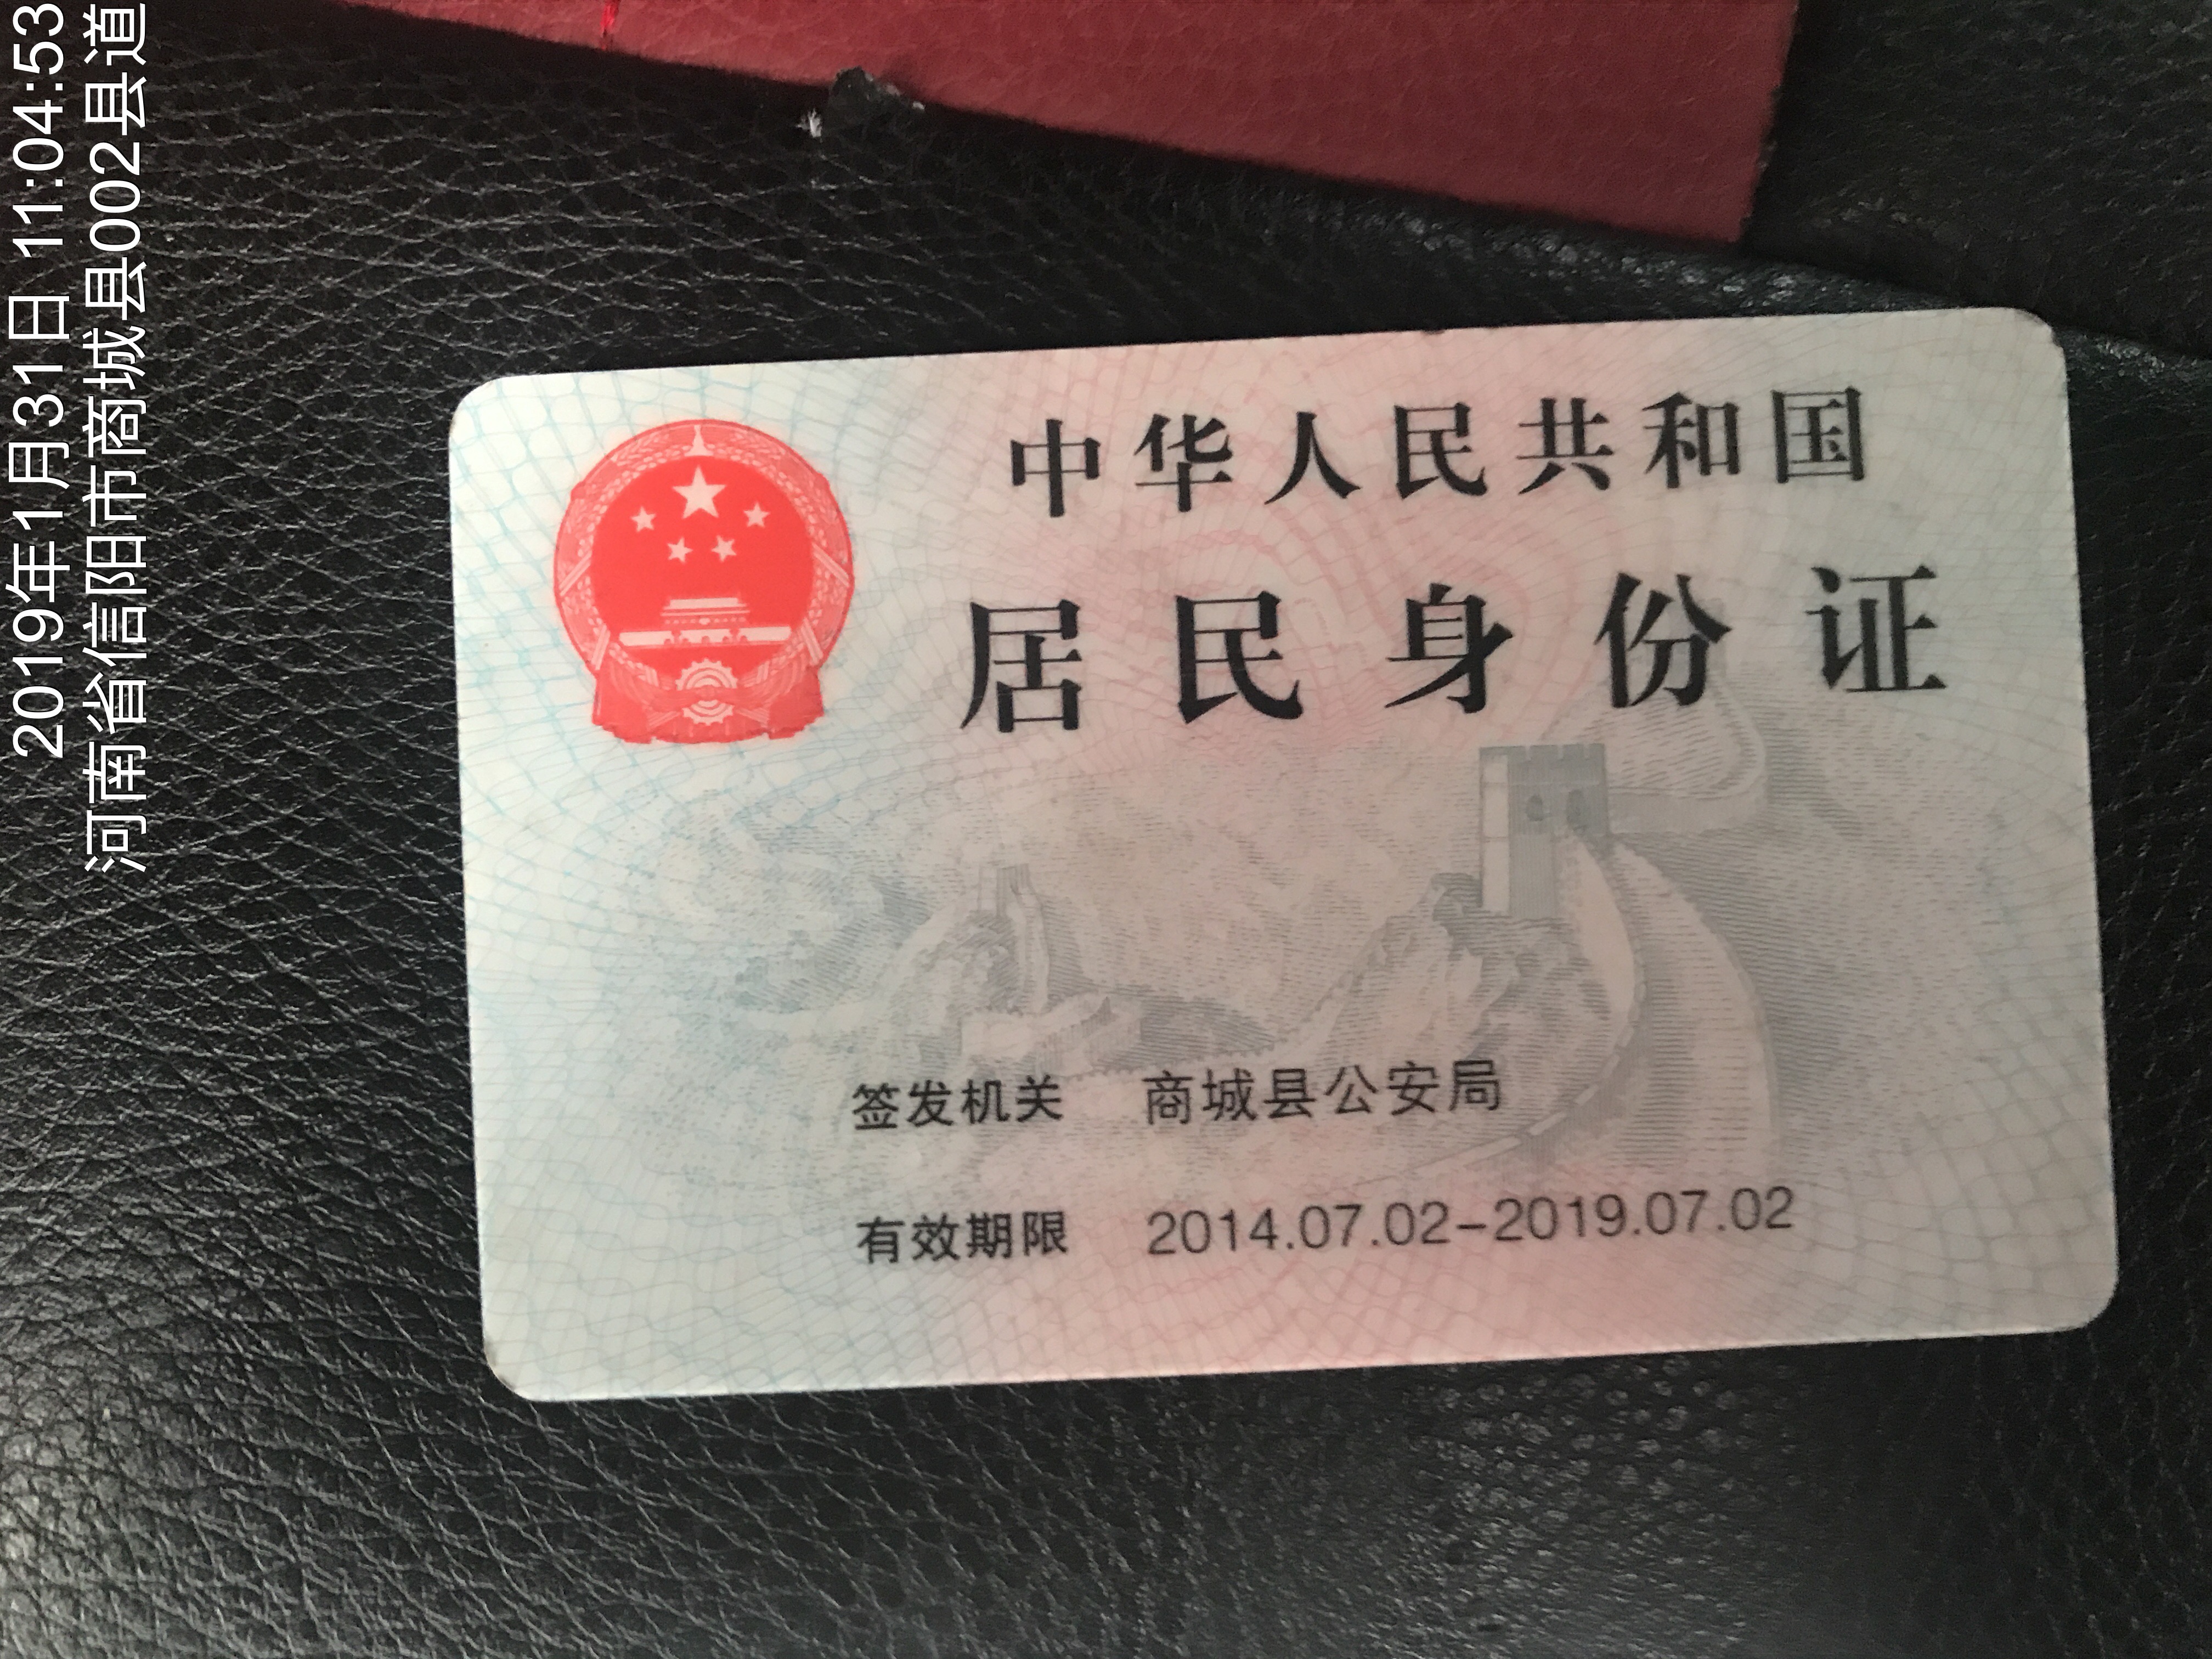 2019年1月31日 11:04:53
河南省信阳市商城县002县道
中华人民共和国
居民身份证
签发机关 商城县公安局
有效期限 2014.07.02-2019.07.02